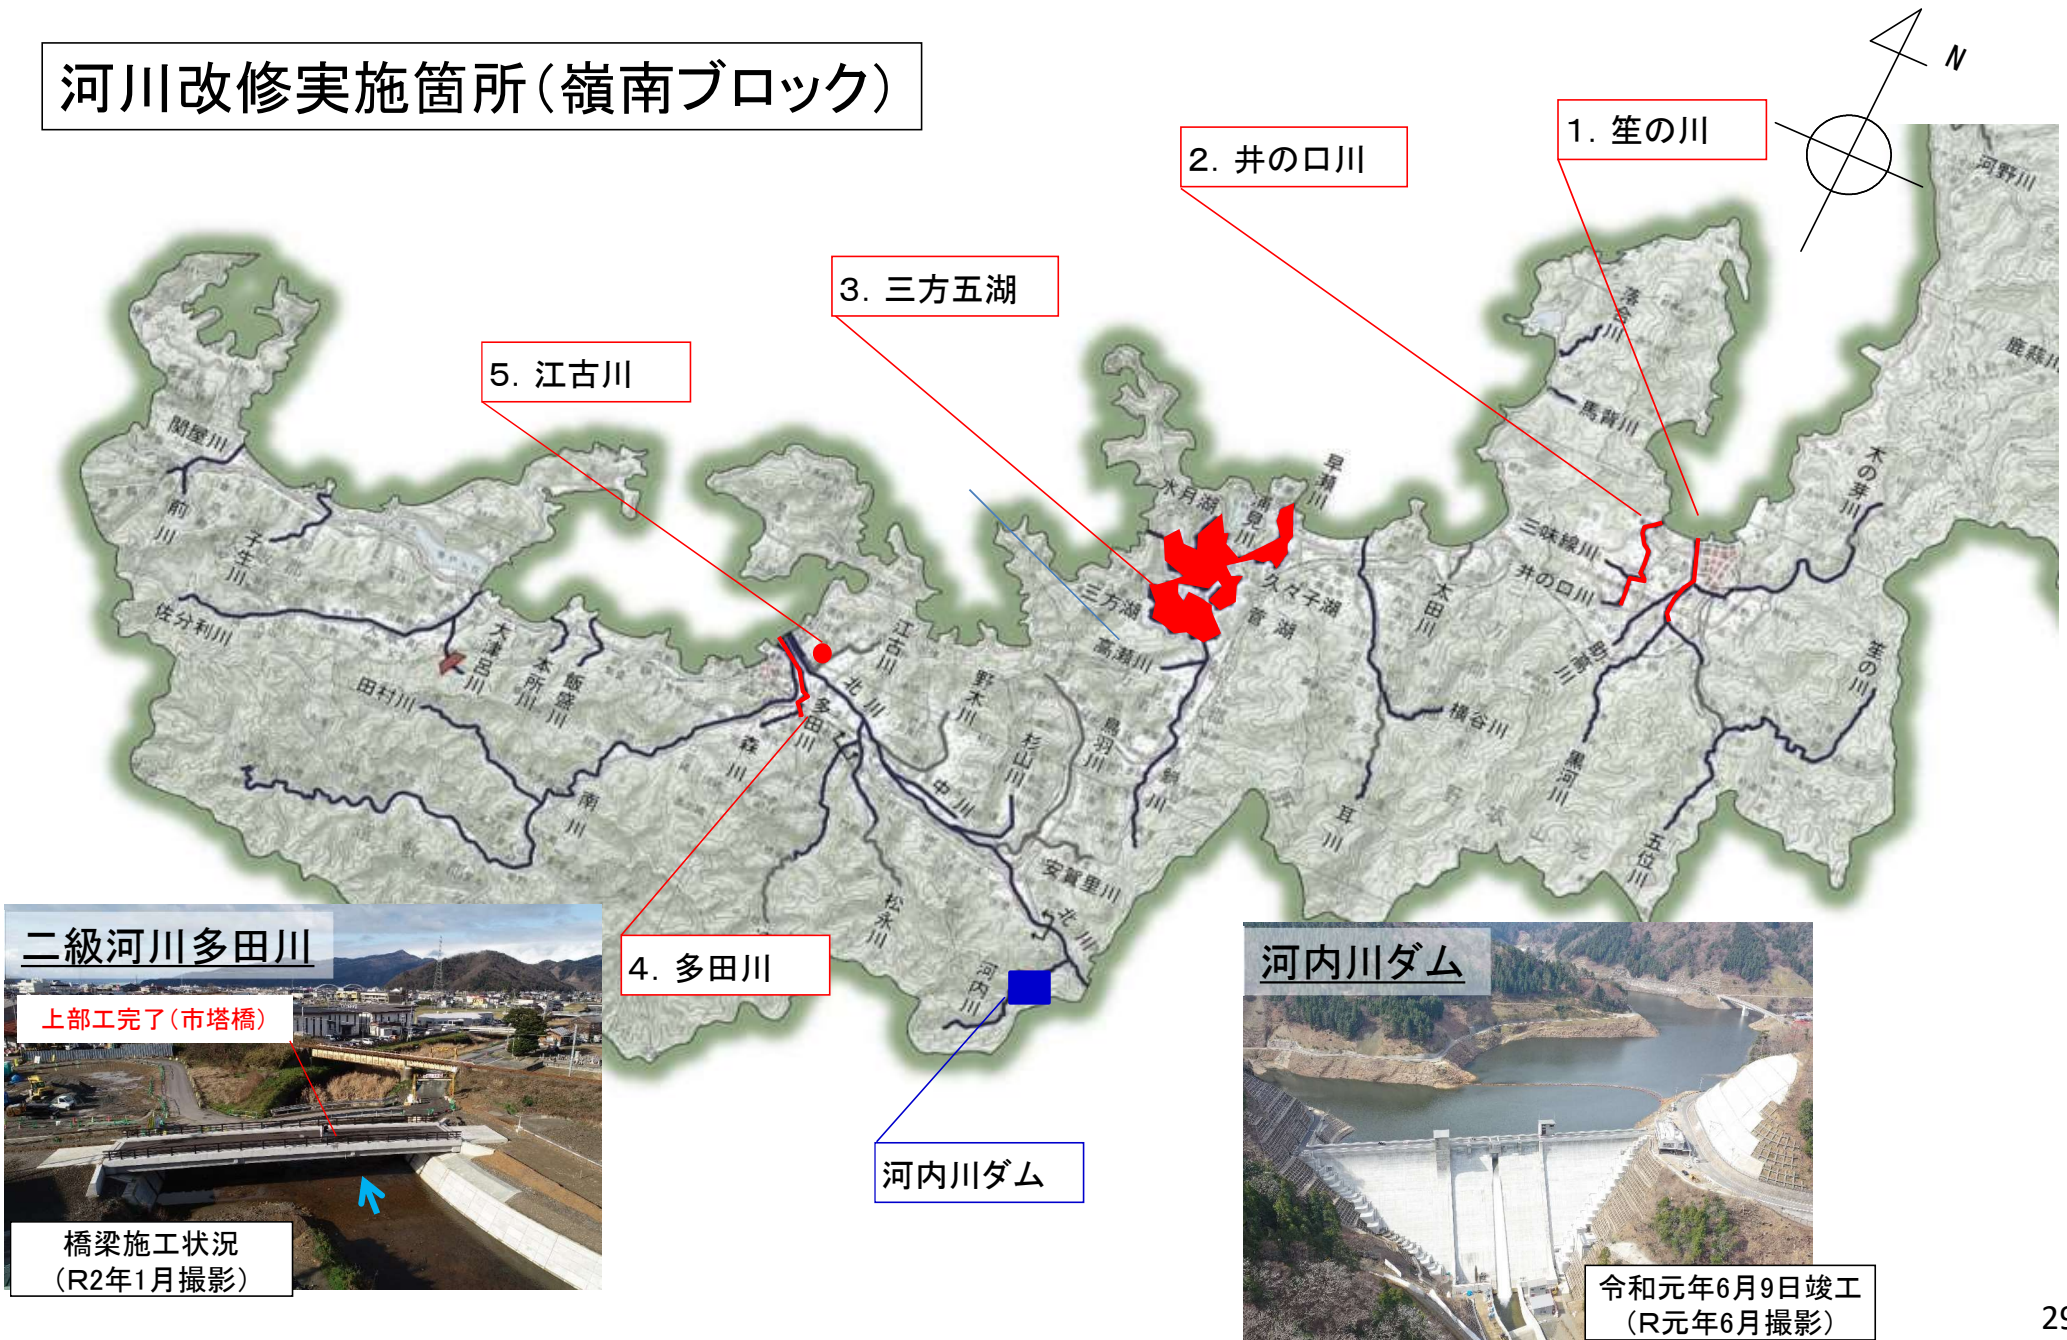 河川改修実施箇所（嶺南ブロック）
N
1．笙の川
2．井の口川
3．三方五湖
5．江古川
河野川
鹿蒜川
落合川
馬背川
木の芽川
関屋川
前川
子生川
佐分利川
大津呂川
本所川
飯盛川
田村川
南川
森川
多田川
北川
江古川
野木川
杉山川
中川
鳥羽川
鰣川
安賀里川
北川
松永川
河内川
水月湖
浦見川
早瀬川
久々子湖
菅湖
三方湖
高瀬川
太田川
横谷川
耳川
三味線川
井の口川
助高川
黒河川
五位川
笙の川
4．多田川
河内川ダム
二級河川多田川
上部工完了（市塔橋）
橋梁施工状況
（R2年1月撮影）
河内川ダム
令和元年6月9日竣工
（R元年6月撮影）
29